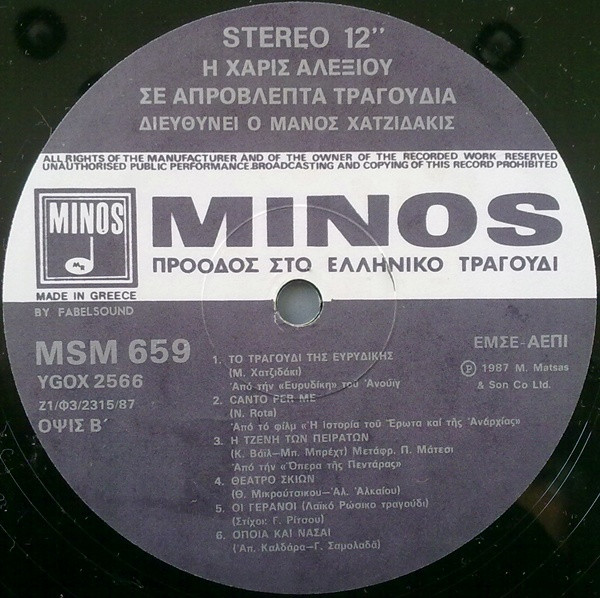 STEREO 12''
Η ΧΑΡΙΣ ΑΛΕΞΙΟΥ
ΣΕ ΑΠΡΟΒΛΕΠΤΑ ΤΡΑΓΟΥΔΙΑ
ΔΙΕΥΘΥΝΕΙ Ο ΜΑΝΟΣ ΧΑΤΖΙΔΑΚΙΣ
ALL RIGHTS OF THE MANUFACTURER AND OF THE OWNER OF THE RECORDED WORK RESERVED
UNAUTHORISED PUBLIC PERFORMANCE.BROADCASTING AND COPYING OF THIS RECORD PROHIBITED
MINOS
MR
MINOS
ΠΡΟΟΔΟΣ ΣΤΟ ΕΛΛΗΝΙΚΟ ΤΡΑΓΟΥΔΙ
MADE IN GREECE
BY FABELSOUND
MSM 659
YGOX 2566
Ζ1/Φ3/2315/87
ΟΨΙΣ Β΄
ΕΜΣΕ-ΑΕΠΙ
Ⓟ 1987 M. Matsas
& Son Co Ltd.
1. ΤΟ ΤΡΑΓΟΥΔΙ ΤΗΣ ΕΥΡΥΔΙΚΗΣ
(Μ. Χατζιδάκι)
Ἀπό τήν «Εὐρυδίκη» τοῦ Ἀνούιγ
2. CANTO PER ME
(N. Rota)
Ἀπό τό φίλμ «Ἡ Ἱστορία τοῦ Ἔρωτα καί τῆς Ἀναρχίας»
3. Η ΤΖΕΝΗ ΤΩΝ ΠΕΙΡΑΤΩΝ
(Κ. Βάιλ-Μπ. Μπρέχτ) Μετάφρ. Π. Μάτεσι
Ἀπό τήν «Ὄπερα τῆς Πεντάρας»
4. ΘΕΑΤΡΟ ΣΚΙΩΝ
(Θ. Μικρούτσικου-Ἀλ. Ἀλκαίου)
5. ΟΙ ΓΕΡΑΝΟΙ (Λαϊκό Ρώσικο τραγούδι)
(Στίχοι: Γ. Ρίτσου)
6. ΟΠΟΙΑ ΚΑΙ ΝΑΣΑΙ
(Ἀπ. Καλδάρα-Γ. Σαμολαδᾶ)